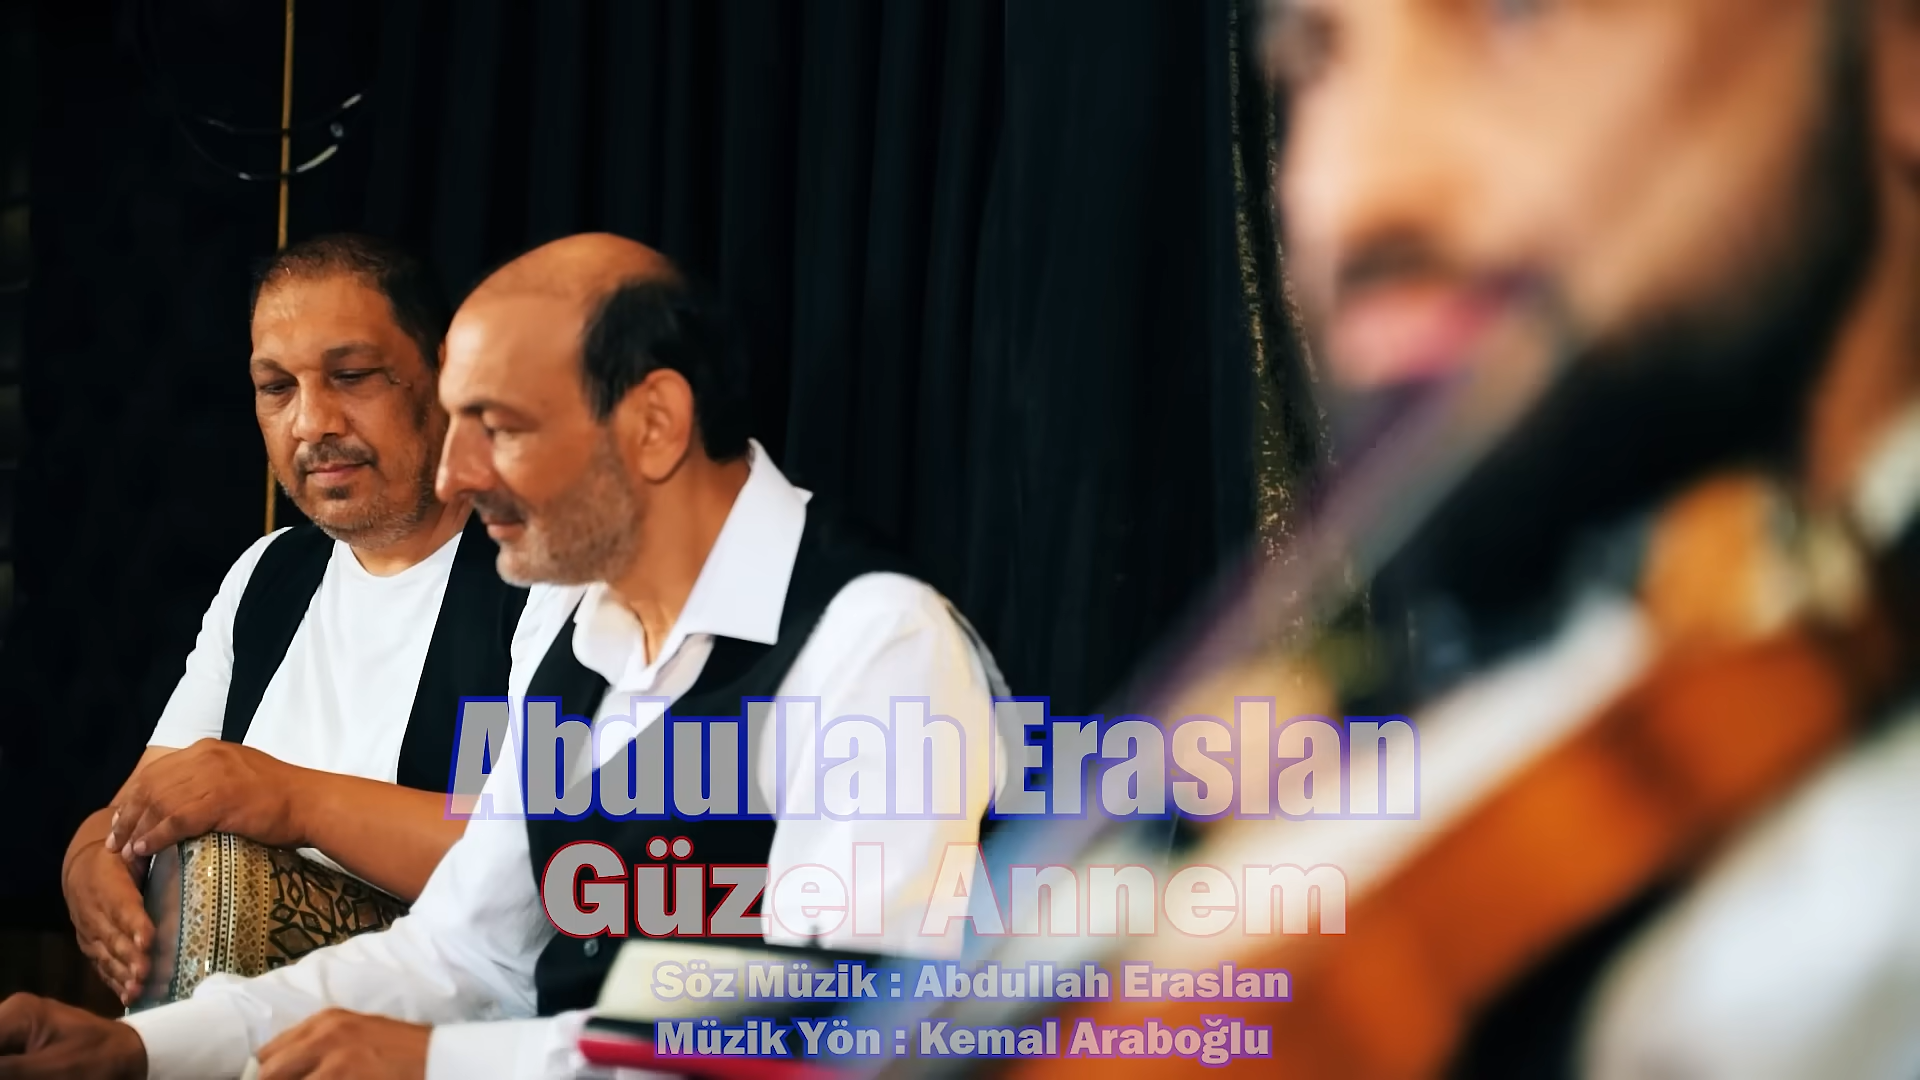 Abdullah Eraslan
Güzel Annem
Söz Müzik : Abdullah Eraslan
Müzik Yön : Kemal Araboğlu